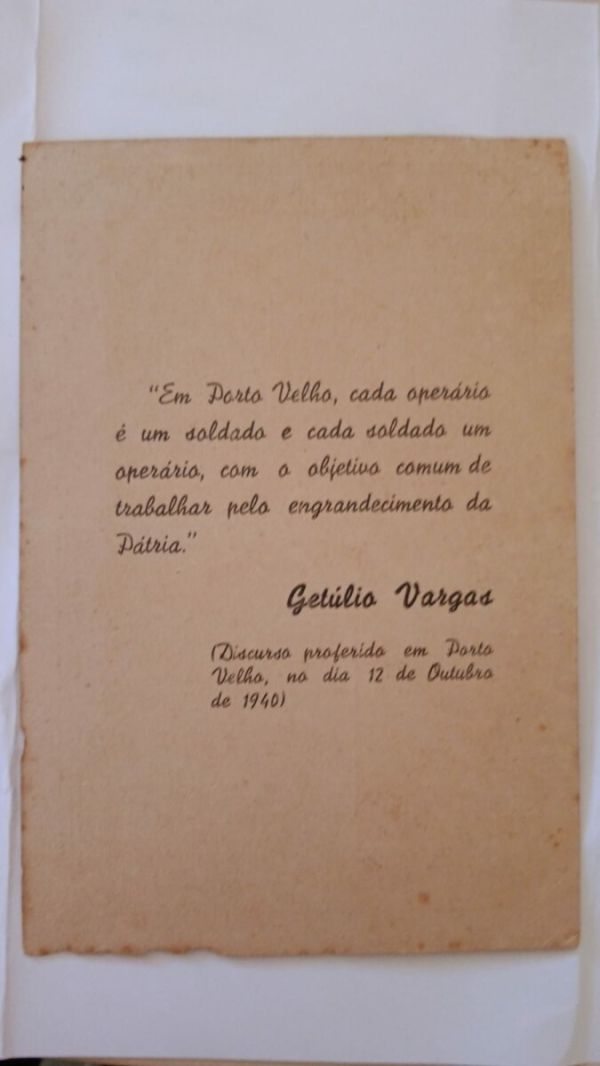 "Em Porto Velho, cada operário
é um soldado e cada soldado um
operário, com o objetivo comum de
trabalhar pelo engrandecimento da
Pátria."
Getúlio Vargas
(Discurso proferido em Porto
Velho, no dia 12 de Outubro
de 1940)